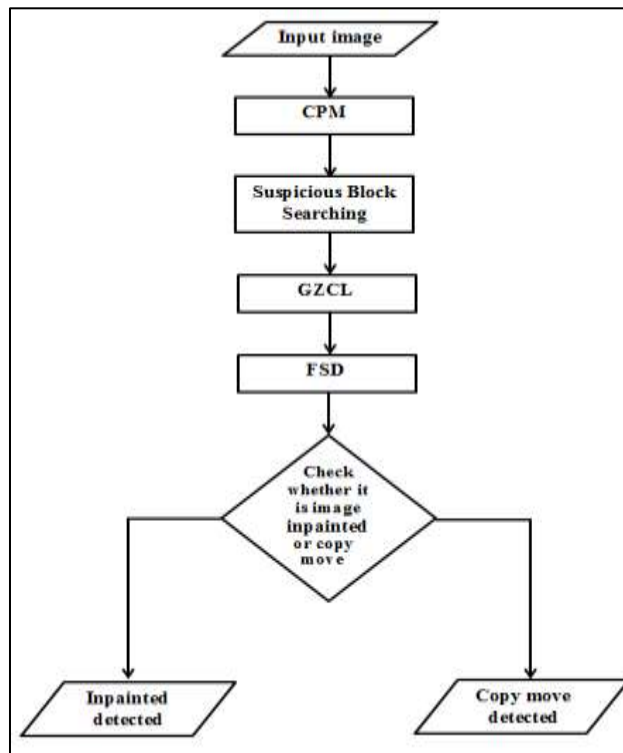 Input image
CPM
Suspicious Block
Searching
GZCL
FSD
Check
whether it
is image
inpainted
or copy
move
Inpainted
detected
Copy move
detected